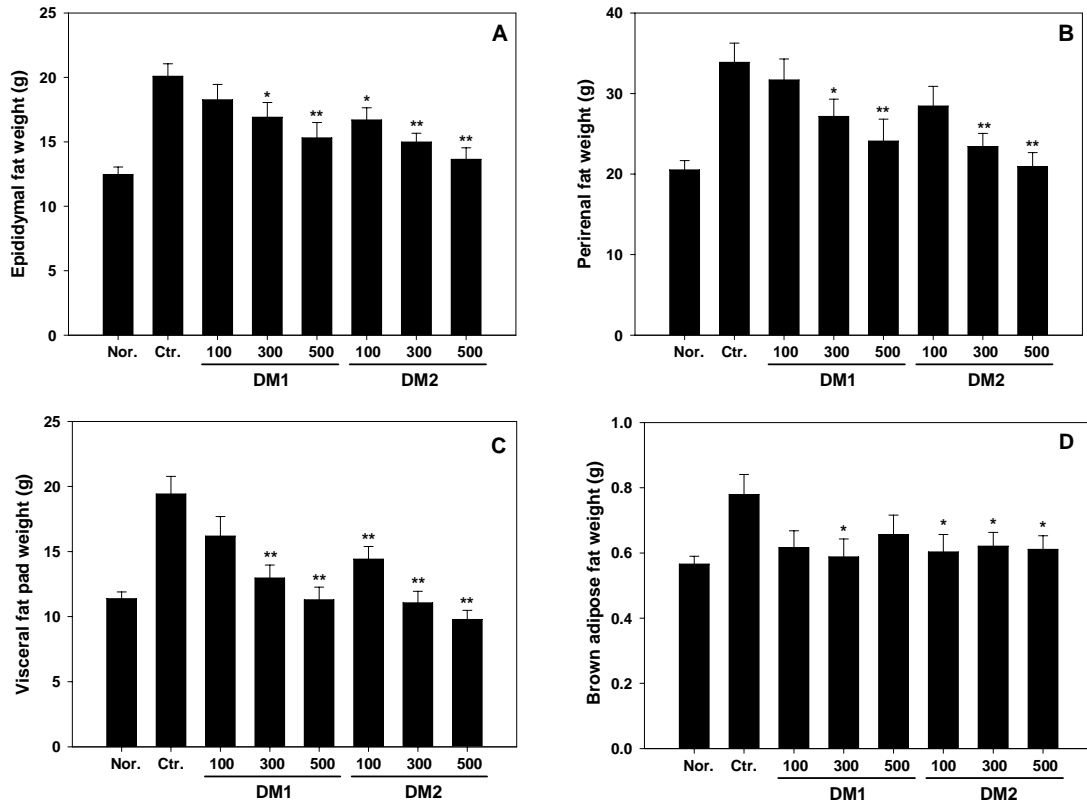 A
Epididymal fat weight (g)
25
20
15
10
5
0
*
**
*
**
**
Nor. Ctr. 100 300 500 100 300 500
DM1 DM2
B
Perirenal fat weight (g)
40
30
20
10
0
*
**
**
**
Nor. Ctr. 100 300 500 100 300 500
DM1 DM2
C
Visceral fat pad weight (g)
25
20
15
10
5
0
**
**
**
**
**
Nor. Ctr. 100 300 500 100 300 500
DM1 DM2
D
Brown adipose fat weight (g)
1.0
0.8
0.6
0.4
0.2
0.0
*
*
*
*
Nor. Ctr. 100 300 500 100 300 500
DM1 DM2